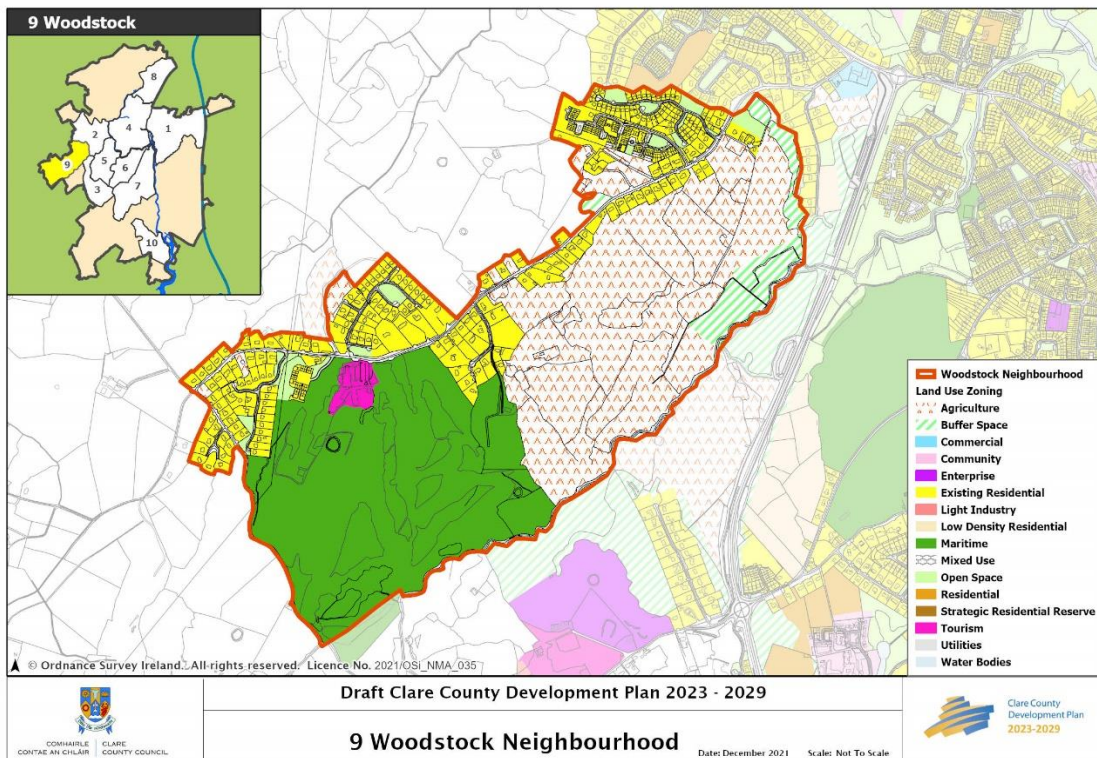 9 Woodstock
8
1
2
4
9
5
6
3
7
10
Woodstock Neighbourhood
Land Use Zoning
Agriculture
Buffer Space
Commercial
Community
Enterprise
Existing Residential
Light Industry
Low Density Residential
Maritime
Mixed Use
Open Space
Residential
Strategic Residential Reserve
Tourism
Utilities
Water Bodies
© Ordnance Survey Ireland. All rights reserved. Licence No. 2021/OSi_NMA_035
Draft Clare County Development Plan 2023 - 2029
9 Woodstock Neighbourhood
Date: December 2021 Scale: Not To Scale
COMHAIRLE
CONTAE AN CHLÁIR
CLARE
COUNTY COUNCIL
Clare County
Development Plan
2023-2029